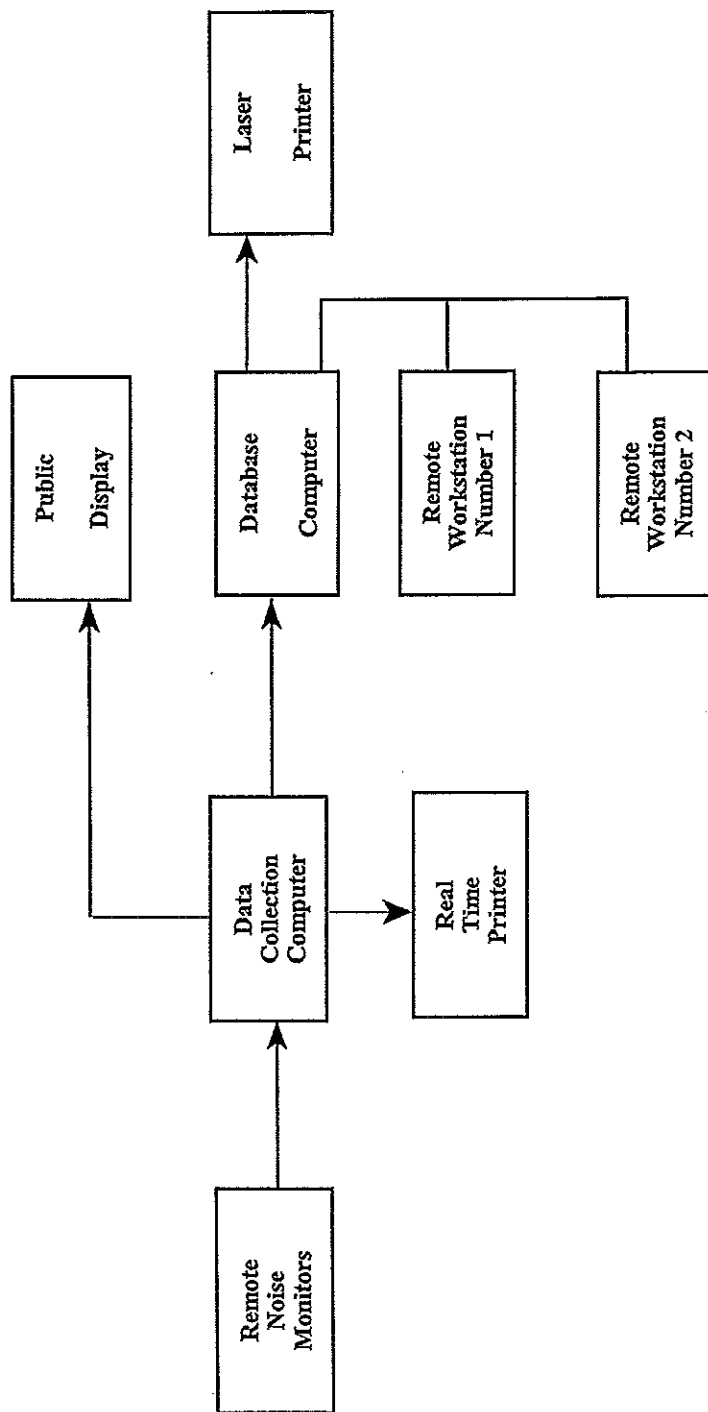 Remote
Noise
Monitors
Data
Collection
Computer
Real
Time
Printer
Public
Display
Database
Computer
Remote
Workstation
Number 1
Remote
Workstation
Number 2
Laser
Printer